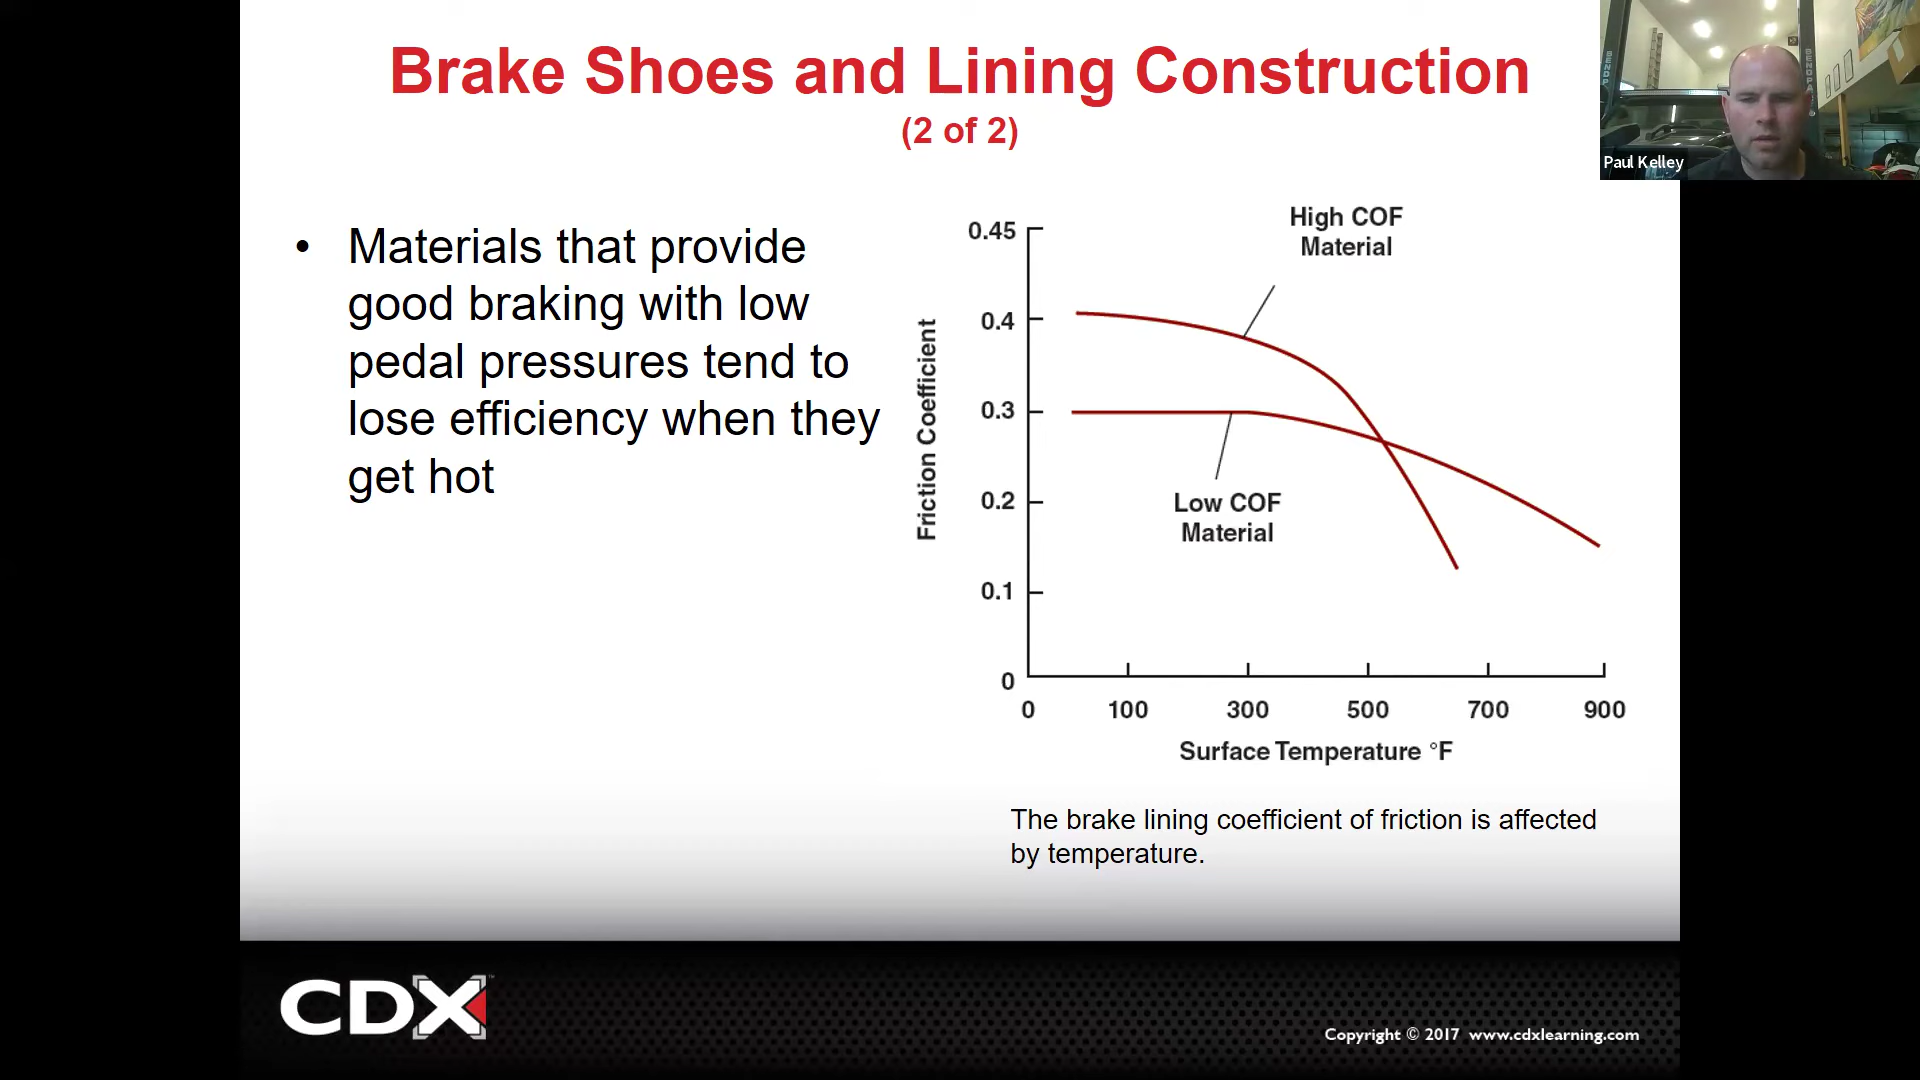 Brake Shoes and Lining Construction
(2 of 2)
Paul Kelley
• Materials that provide
good braking with low
pedal pressures tend to
lose efficiency when they
get hot
High COF
Material
0.45
0.4
0.3
0.2
0.1
0
Friction Coefficient
Low COF
Material
0 100 300 500 700 900
Surface Temperature °F
The brake lining coefficient of friction is affected
by temperature.
CDX™
Copyright © 2017 www.cdxlearning.com